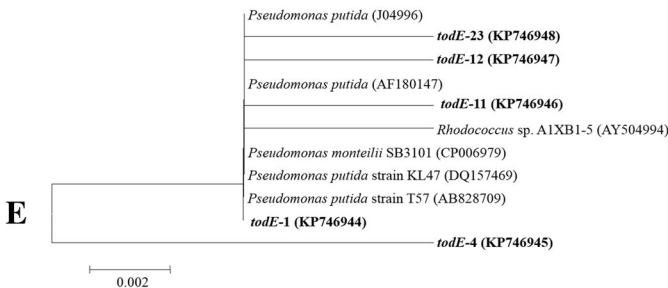 Pseudomonas putida (J04996)
todE-23 (KP746948)
todE-12 (KP746947)
Pseudomonas putida (AF180147)
todE-11 (KP746946)
Rhodococcus sp. A1XB1-5 (AY504994)
Pseudomonas monteilii SB3101 (CP006979)
Pseudomonas putida strain KL47 (DQ157469)
Pseudomonas putida strain T57 (AB828709)
E
todE-1 (KP746944)
todE-4 (KP746945)
0.002